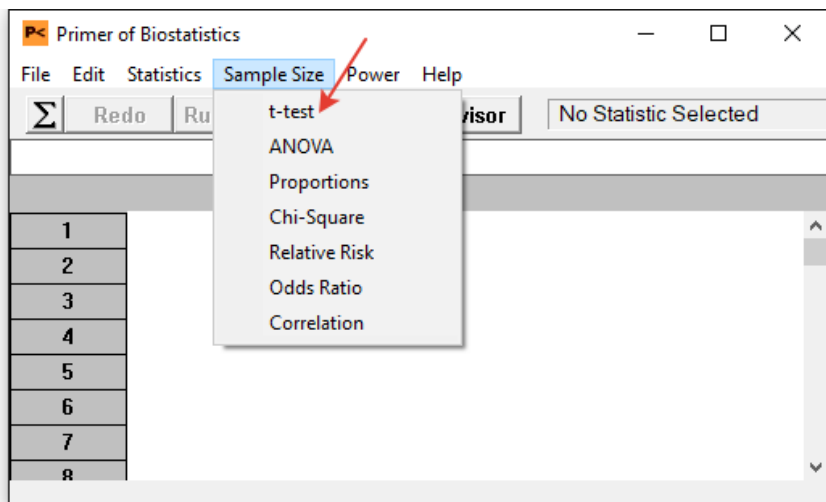 P< Primer of Biostatistics
File Edit Statistics Sample Size Power Help
Σ Redo Ru visor No Statistic Selected
t-test
ANOVA
Proportions
Chi-Square
Relative Risk
Odds Ratio
Correlation
1
2
3
4
5
6
7
8